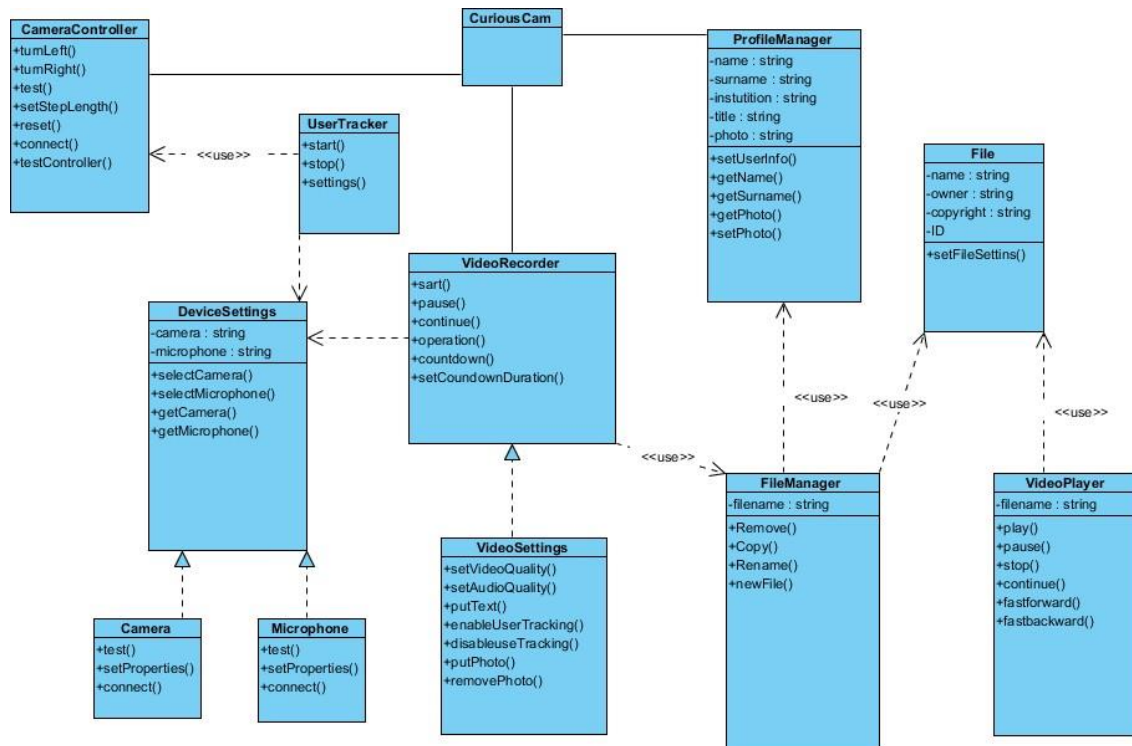 CameraController
+turnLeft()
+turnRight()
+test()
+setStepLength()
+reset()
+connect()
+testController()
CuriousCam
ProfileManager
-name : string
-surname : string
-instutition : string
-title : string
-photo : string
+setUserInfo()
+getName()
+getSurname()
+getPhoto()
+setPhoto()
UserTracker
+start()
+stop()
+settings()
<<use>>
File
-name : string
-owner : string
-copyright : string
-ID
+setFileSettins()
VideoRecorder
+sart()
+pause()
+continue()
+operation()
+countdown()
+setCoundownDuration()
DeviceSettings
-camera : string
-microphone : string
+selectCamera()
+selectMicrophone()
+getCamera()
+getMicrophone()
<<use>>
<<use>>
<<use>>
<<use>>
FileManager
-filename : string
+Remove()
+Copy()
+Rename()
+newFile()
VideoPlayer
-filename : string
+play()
+pause()
+stop()
+continue()
+fastforward()
+fastbackward()
VideoSettings
+setVideoQuality()
+setAudioQuality()
+putText()
+enableUserTracking()
+disableuseTracking()
+putPhoto()
+removePhoto()
Camera
+test()
+setProperties()
+connect()
Microphone
+test()
+setProperties()
+connect()